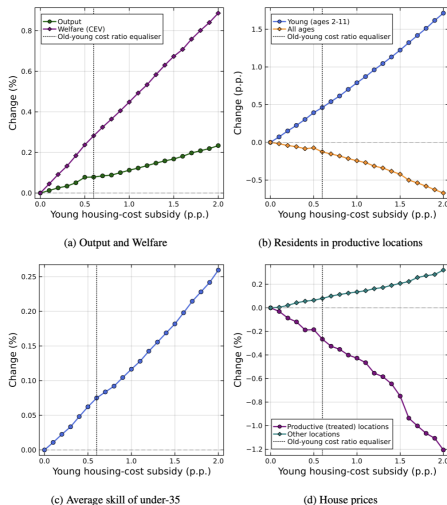 Output
Welfare (CEV)
Old-young cost ratio equaliser
Change (%)
0.8
0.6
0.4
0.2
0.0
0.0 0.5 1.0 1.5 2.0
Young housing-cost subsidy (p.p.)
(a) Output and Welfare
Young (ages 2-11)
All ages
Old-young cost ratio equaliser
Change (p.p.)
1.5
1.0
0.5
0.0
−0.5
0.0 0.5 1.0 1.5 2.0
Young housing-cost subsidy (p.p.)
(b) Residents in productive locations
Change (%)
0.25
0.20
0.15
0.10
0.05
0.00
0.0 0.5 1.0 1.5 2.0
Young housing-cost subsidy (p.p.)
(c) Average skill of under-35
Change (%)
0.2
0.0
−0.2
−0.4
−0.6
−0.8
−1.0
−1.2
Productive (treated) locations
Other locations
Old-young cost ratio equaliser
0.0 0.5 1.0 1.5 2.0
Young housing-cost subsidy (p.p.)
(d) House prices